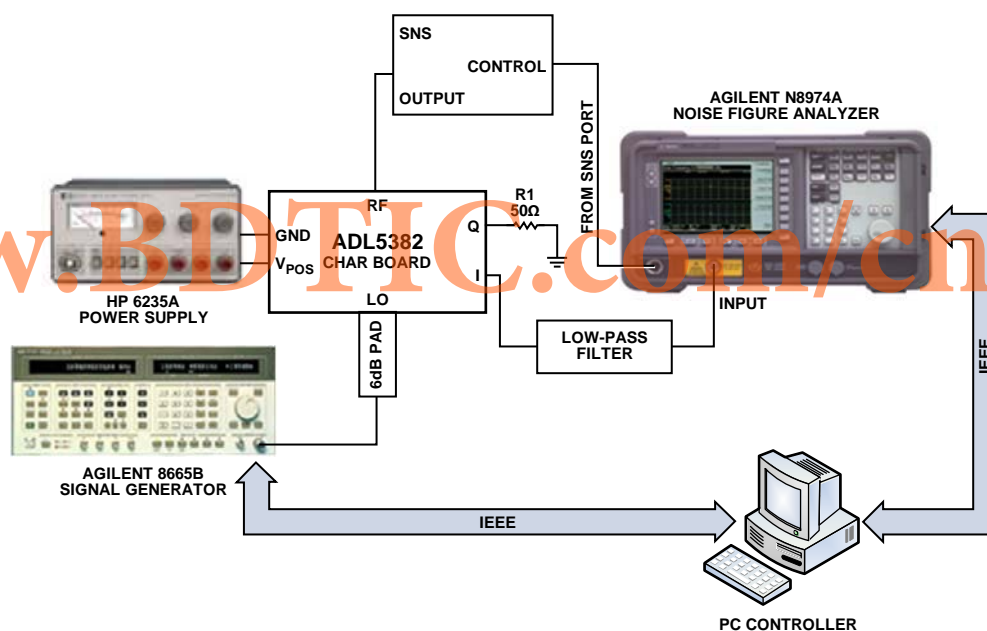 SNS
CONTROL
OUTPUT
AGILENT N8974A
NOISE FIGURE ANALYZER
FROM SNS PORT
RF
R1
50Ω
Q
GND
ADL5382
VPOS
CHAR BOARD
I
w.BDTIC.com/cn
LO
HP 6235A
POWER SUPPLY
INPUT
6dB PAD
LOW-PASS
FILTER
IEEE
AGILENT 8665B
SIGNAL GENERATOR
IEEE
PC CONTROLLER